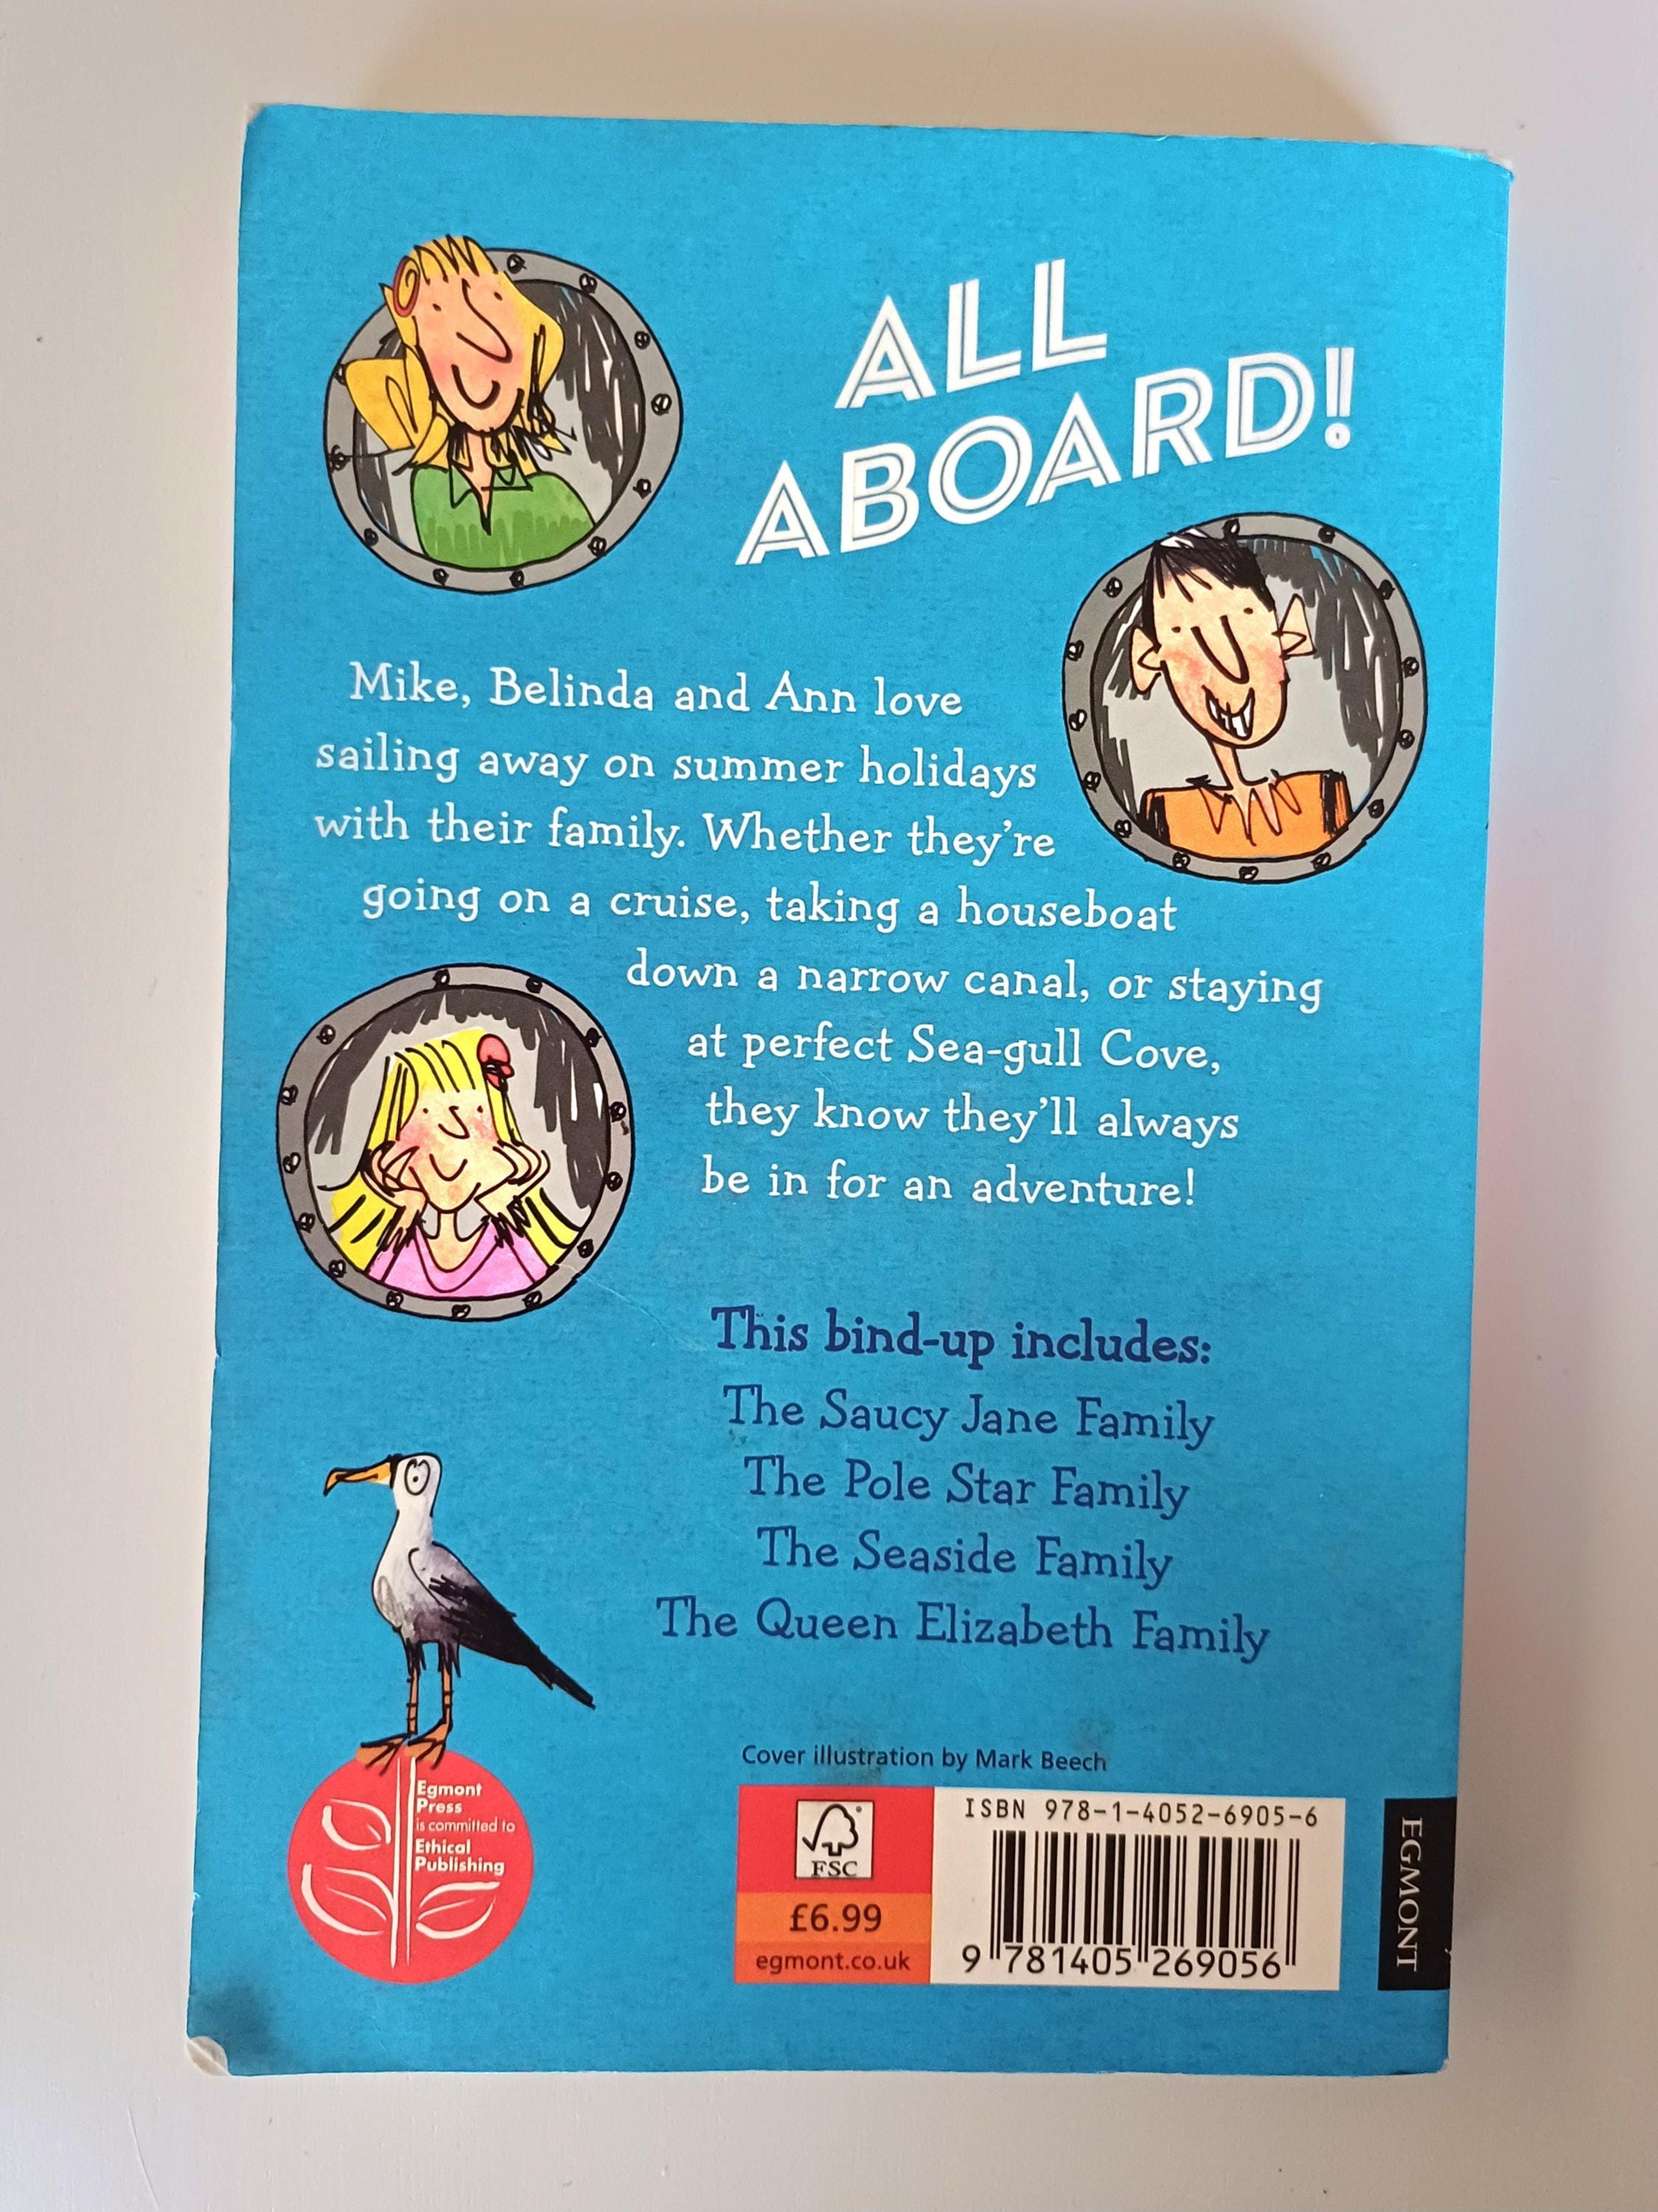 ALL
ABOARD!
Mike, Belinda and Ann love
sailing away on summer holidays
with their family. Whether they're
going on a cruise, taking a houseboat
down a narrow canal, or staying
at perfect Sea-gull Cove,
they know they'll always
be in for an adventure!
This bind-up includes:
The Saucy Jane Family
The Pole Star Family
The Seaside Family
The Queen Elizabeth Family
Cover illustration by Mark Beech
Egmont
Press
is committed to
Ethical
Publishing
FSC
£6.99
egmont.co.uk
ISBN 978-1-4052-6905-6
9 781405 269056
EGMONT